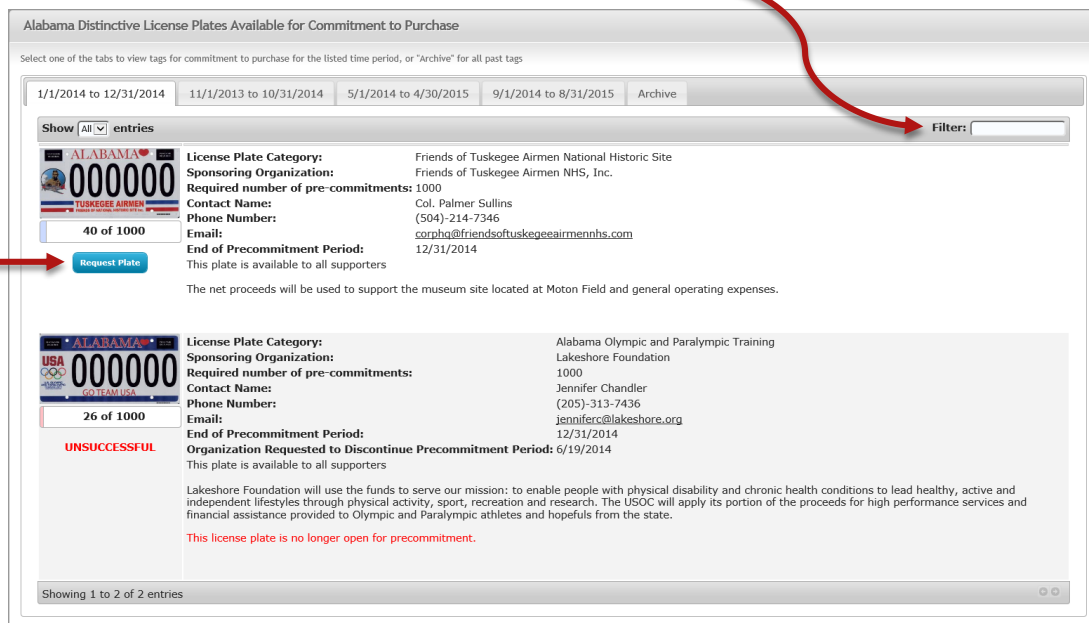 Alabama Distinctive License Plates Available for Commitment to Purchase
Select one of the tabs to view tags for commitment to purchase for the listed time period, or "Archive" for all past tags
1/1/2014 to 12/31/2014 11/1/2013 to 10/31/2014 5/1/2014 to 4/30/2015 9/1/2014 to 8/31/2015 Archive
Show All entries Filter:
ALABAMA
000000
TUSKEGEE AIRMEN
40 of 1000
Request Plate
License Plate Category: Friends of Tuskegee Airmen National Historic Site
Sponsoring Organization: Friends of Tuskegee Airmen NHS, Inc.
Required number of pre-commitments: 1000
Contact Name: Col. Palmer Sullins
Phone Number: (504)-214-7346
Email: corphq@friendsoftuskegeeairmennhs.com
End of Precommitment Period: 12/31/2014
This plate is available to all supporters
The net proceeds will be used to support the museum site located at Moton Field and general operating expenses.
ALABAMA
USA 000000
GO TEAM USA
26 of 1000
UNSUCCESSFUL
License Plate Category: Alabama Olympic and Paralympic Training
Sponsoring Organization: Lakeshore Foundation
Required number of pre-commitments: 1000
Contact Name: Jennifer Chandler
Phone Number: (205)-313-7436
Email: jenniferc@lakeshore.org
End of Precommitment Period: 12/31/2014
Organization Requested to Discontinue Precommitment Period: 6/19/2014
This plate is available to all supporters
Lakeshore Foundation will use the funds to serve our mission: to enable people with physical disability and chronic health conditions to lead healthy, active and
independent lifestyles through physical activity, sport, recreation and research. The USOC will apply its portion of the proceeds for high performance services and
financial assistance provided to Olympic and Paralympic athletes and hopefuls from the state.
This license plate is no longer open for precommitment.
Showing 1 to 2 of 2 entries